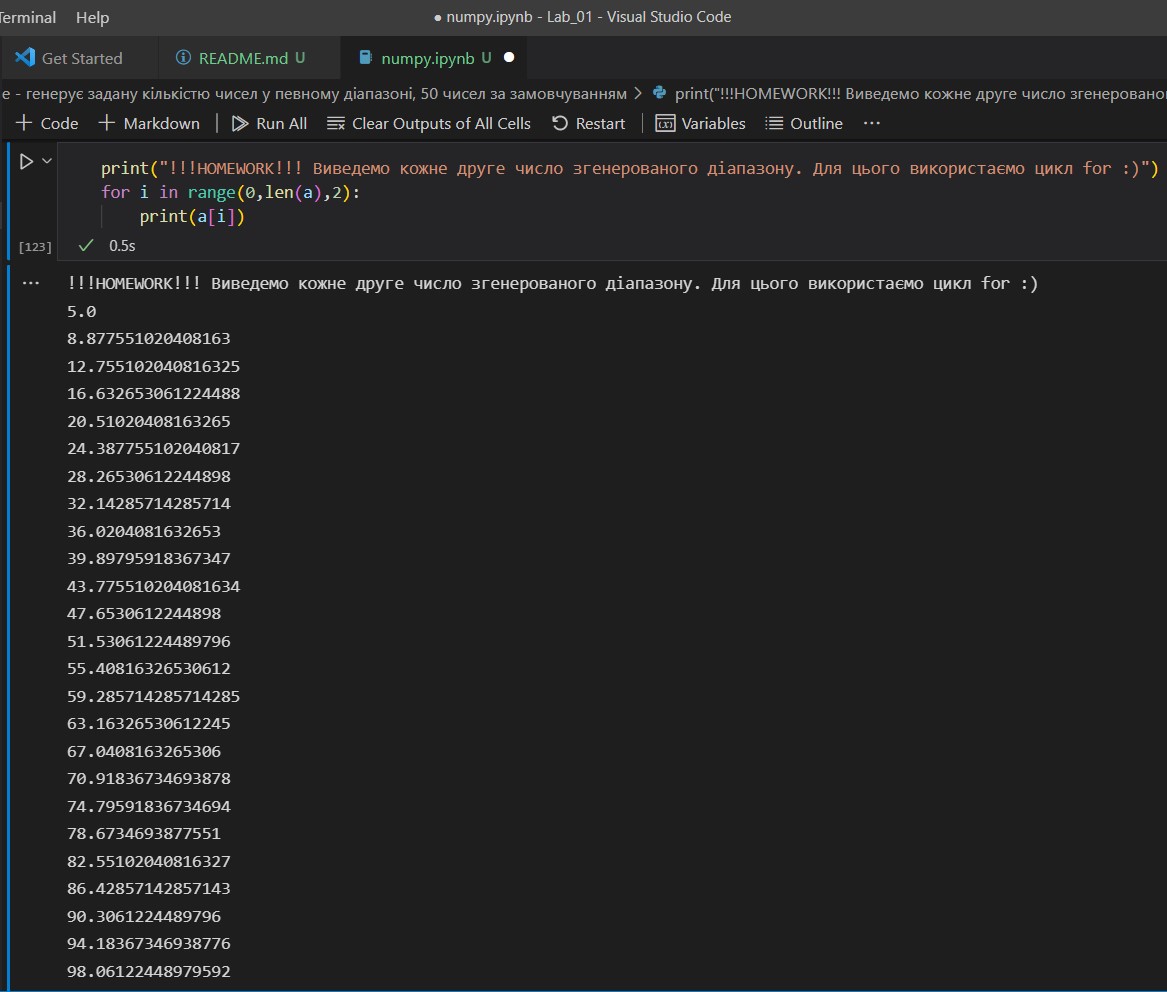 Terminal Help ● numpy.ipynb - Lab_01 - Visual Studio Code
Get Started README.md U numpy.ipynb U ●
e - генерує задану кількістю чисел у певному діапазоні, 50 чисел за замовчуванням > print("!!!HOMEWORK!!! Виведемо кожне друге число згенеровано
+ Code + Markdown | Run All Clear Outputs of All Cells Restart | Variables Outline ...
print("!!!HOMEWORK!!! Виведемо кожне друге число згенерованого діапазону. Для цього використаємо цикл for :)")
for i in range(0,len(a),2):
print(a[i])
[123] ✓ 0.5s
... !!!HOMEWORK!!! Виведемо кожне друге число згенерованого діапазону. Для цього використаємо цикл for :)
5.0
8.877551020408163
12.755102040816325
16.632653061224488
20.51020408163265
24.387755102040817
28.26530612244898
32.14285714285714
36.0204081632653
39.89795918367347
43.775510204081634
47.6530612244898
51.53061224489796
55.40816326530612
59.285714285714285
63.16326530612245
67.0408163265306
70.91836734693878
74.79591836734694
78.6734693877551
82.55102040816327
86.42857142857143
90.3061224489796
94.18367346938776
98.06122448979592